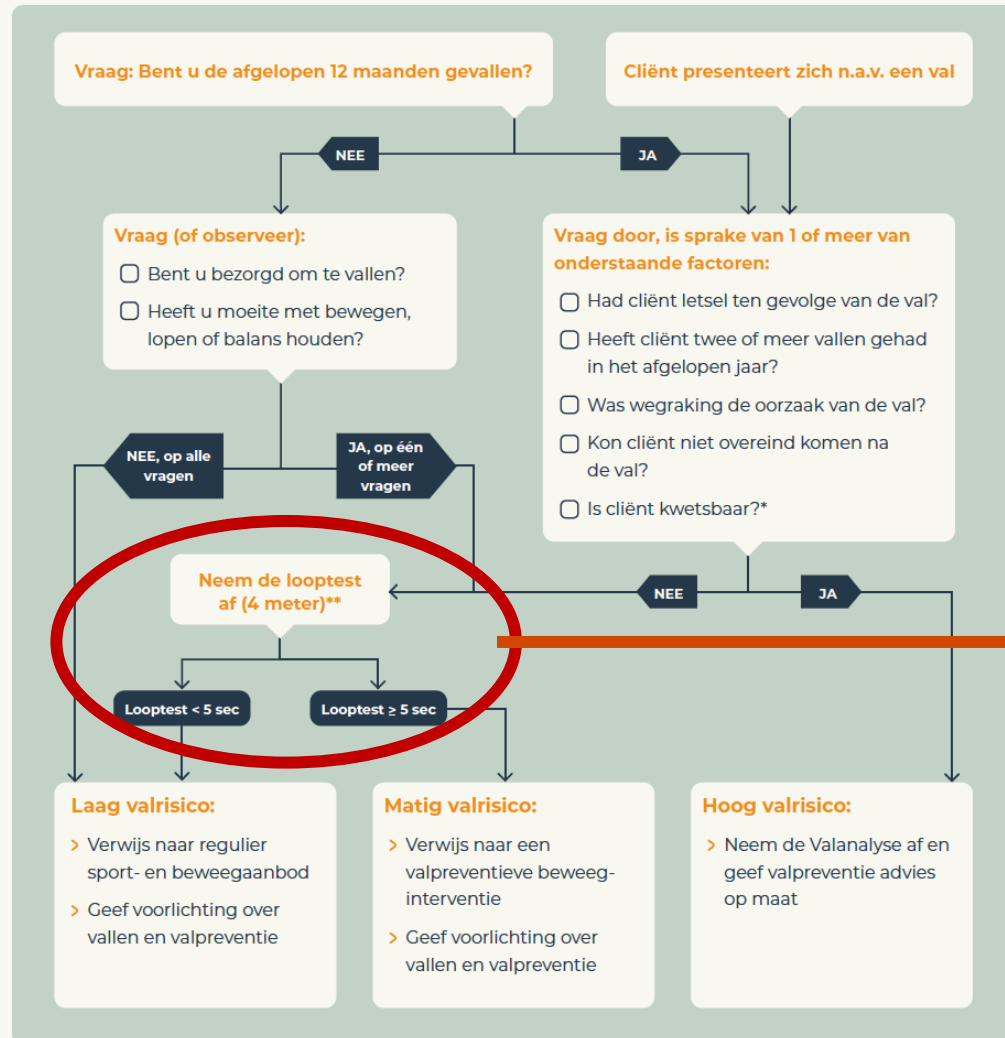 Vraag: Bent u de afgelopen 12 maanden gevallen?
Cliënt presenteert zich n.a.v. een val
NEE
JA
Vraag (of observeer):
Bent u bezorgd om te vallen?
Heeft u moeite met bewegen,
lopen of balans houden?
Vraag door, is sprake van 1 of meer van
onderstaande factoren:
Had cliënt letsel ten gevolge van de val?
Heeft cliënt twee of meer vallen gehad
in het afgelopen jaar?
Was wegraking de oorzaak van de val?
Kon cliënt niet overeind komen na
de val?
Is cliënt kwetsbaar?*
NEE, op alle
vragen
JA, op één
of meer
vragen
Neem de looptest
af (4 meter)**
NEE
JA
Looptest < 5 sec
Looptest ≥ 5 sec
Laag valrisico:
> Verwijs naar regulier
sport- en beweegaanbod
> Geef voorlichting over
vallen en valpreventie
Matig valrisico:
> Verwijs naar een
valpreventieve beweeg-
interventie
> Geef voorlichting over
vallen en valpreventie
Hoog valrisico:
> Neem de Valanalyse af en
geef valpreventie advies
op maat